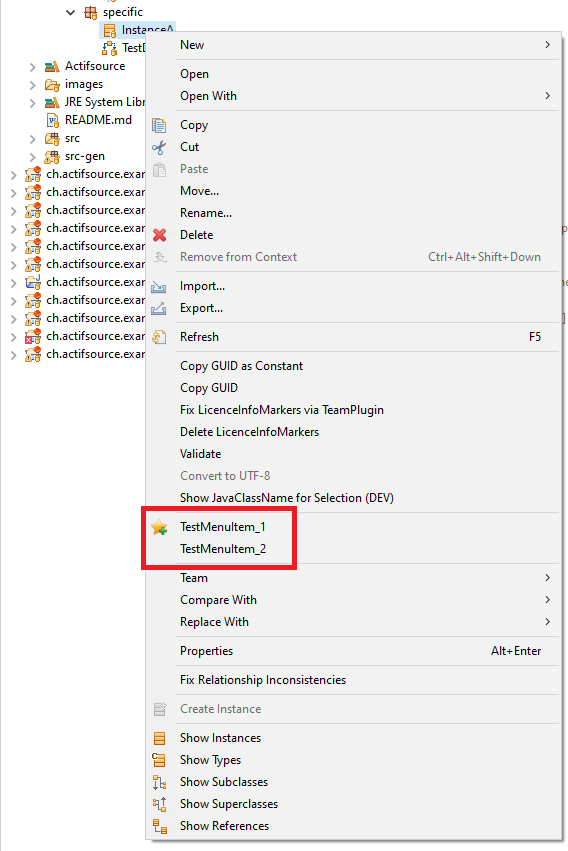 specific
InstanceA
New
TestD
Actifsource
Open
images
Open With
JRE System Libr
README.md
Copy
src
Cut
src-gen
Paste
ch.actifsource.exar
Move...
ch.actifsource.exar
Rename...
ch.actifsource.exar
Delete
ch.actifsource.exar
Remove from Context Ctrl+Alt+Shift+Down
ch.actifsource.exar
ch.actifsource.exar
Import...
ch.actifsource.exar
Export...
ch.actifsource.exar
ch.actifsource.exar
Refresh F5
ch.actifsource.exar
ch.actifsource.exar
Copy GUID as Constant
Copy GUID
Fix LicenceInfoMarkers via TeamPlugin
Delete LicenceInfoMarkers
Validate
Convert to UTF-8
Show JavaClassName for Selection (DEV)
TestMenuItem_1
TestMenuItem_2
Team
Compare With
Replace With
Properties Alt+Enter
Fix Relationship Inconsistencies
Create Instance
Show Instances
Show Types
Show Subclasses
Show Superclasses
Show References